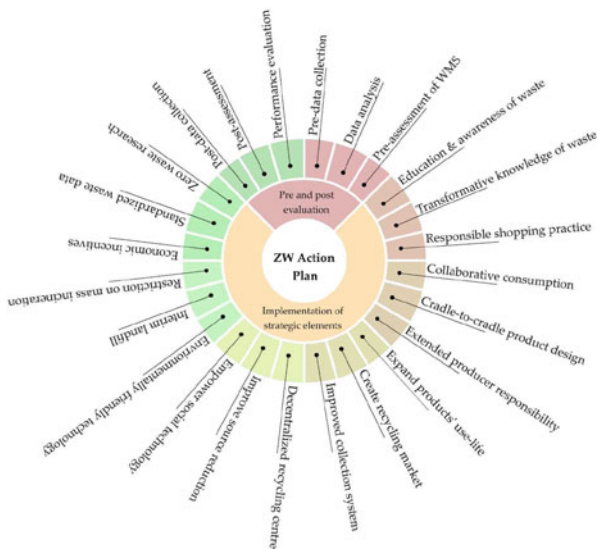 Pre-data collection
Data analysis
Pre-assessment of WMS
Education & awareness of waste
Transformative knowledge of waste
Responsible shopping practice
Collaborative consumption
Cradle-to-cradle product design
Extended producer responsibility
Expand products' use-life
Create recycling market
Improved collection system
Decentralized recycling centre
Improve source reduction
Empower social technology
Envrionmentally friendly technology
Interim landfill
Restriction on mass incineration
Economic incentives
Standardized waste data
Zero waste research
Post-data collection
Post-assessment
Performance evaluation
Pre and post
evaluation
ZW Action
Plan
Implementation of
strategic elements